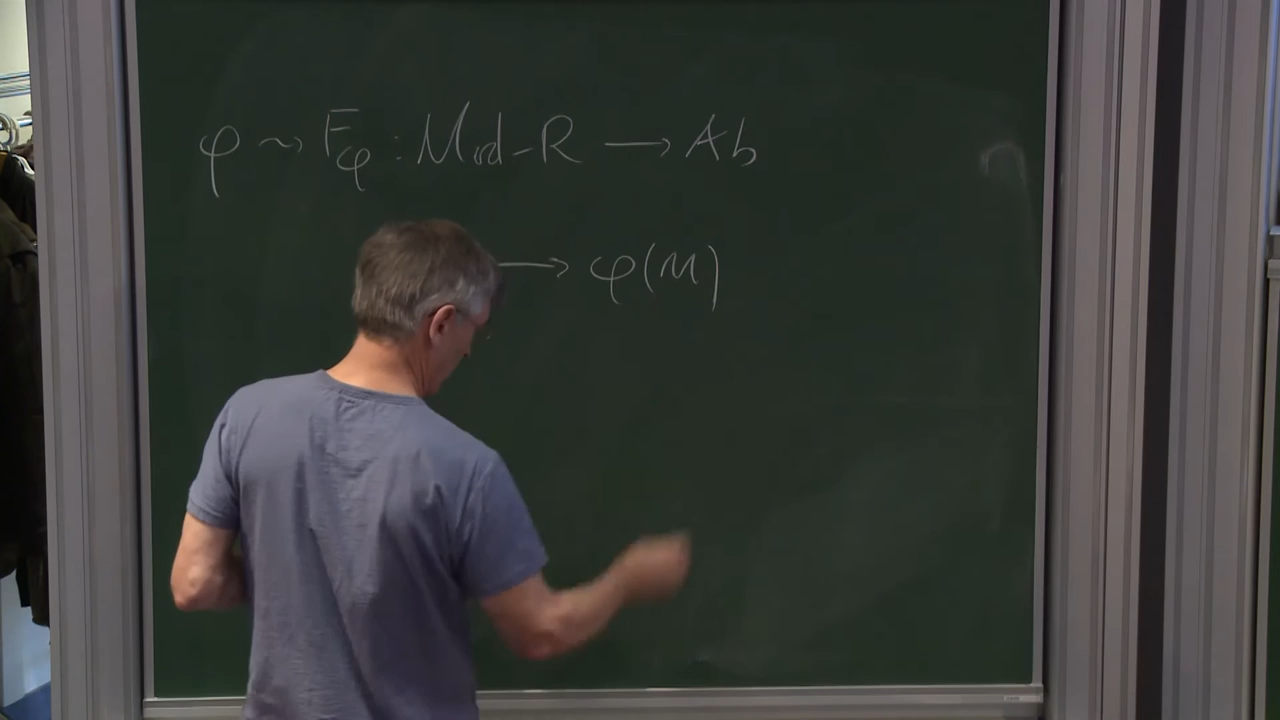 φ ⤳ F_φ : Mod-R → Ab
→ φ(M)